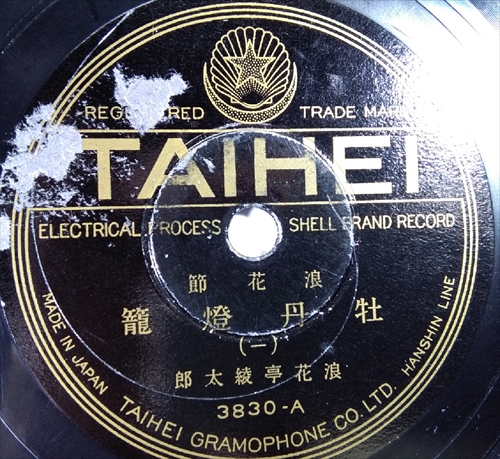 REGISTERED TRADE MARK
TAIHEI
ELECTRICAL PROCESS SHELL BRAND RECORD
節花浪
籠燈丹牡
(一)
郎太綾亭花浪
3830-A
MADE IN JAPAN TAIHEI GRAMOPHONE CO. LTD. HANSHIN LINE